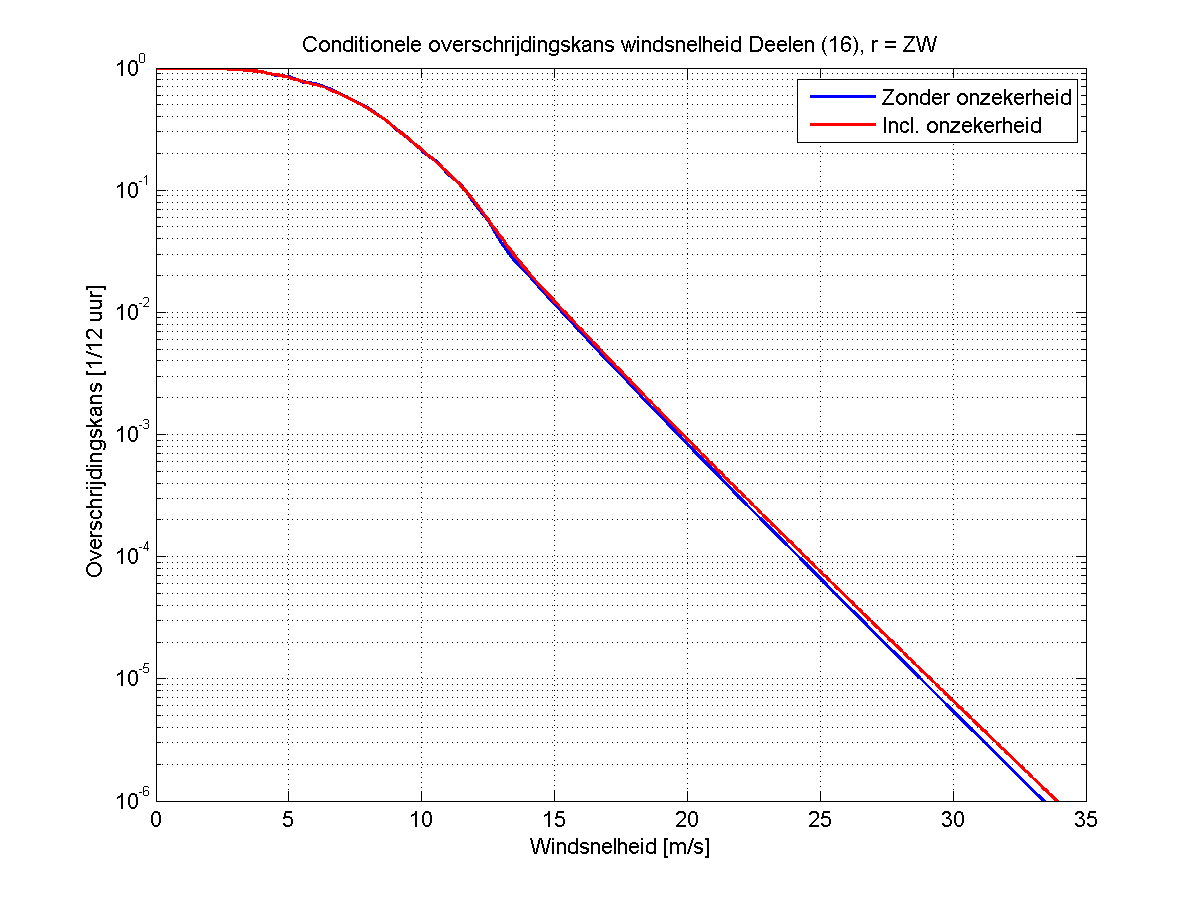 Conditionele overschrijdingskans windsnelheid Deelen (16), r = ZW
Zonder onzekerheid
Incl. onzekerheid
Overschrijdingskans [1/12 uur]
10^0
10^-1
10^-2
10^-3
10^-4
10^-5
10^-6
0 5 10 15 20 25 30 35
Windsnelheid [m/s]